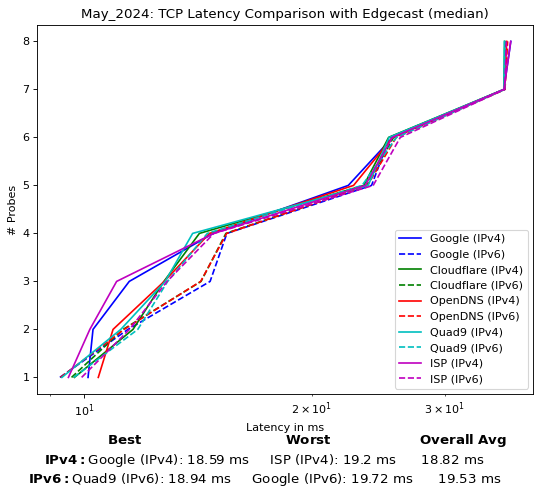 May_2024: TCP Latency Comparison with Edgecast (median)
8
7
6
5
4
3
2
1
# Probes
Google (IPv4)
Google (IPv6)
Cloudflare (IPv4)
Cloudflare (IPv6)
OpenDNS (IPv4)
OpenDNS (IPv6)
Quad9 (IPv4)
Quad9 (IPv6)
ISP (IPv4)
ISP (IPv6)
10¹ 2 × 10¹ 3 × 10¹
Latency in ms
Best Worst Overall Avg
IPv4: Google (IPv4): 18.59 ms ISP (IPv4): 19.2 ms 18.82 ms
IPv6: Quad9 (IPv6): 18.94 ms Google (IPv6): 19.72 ms 19.53 ms